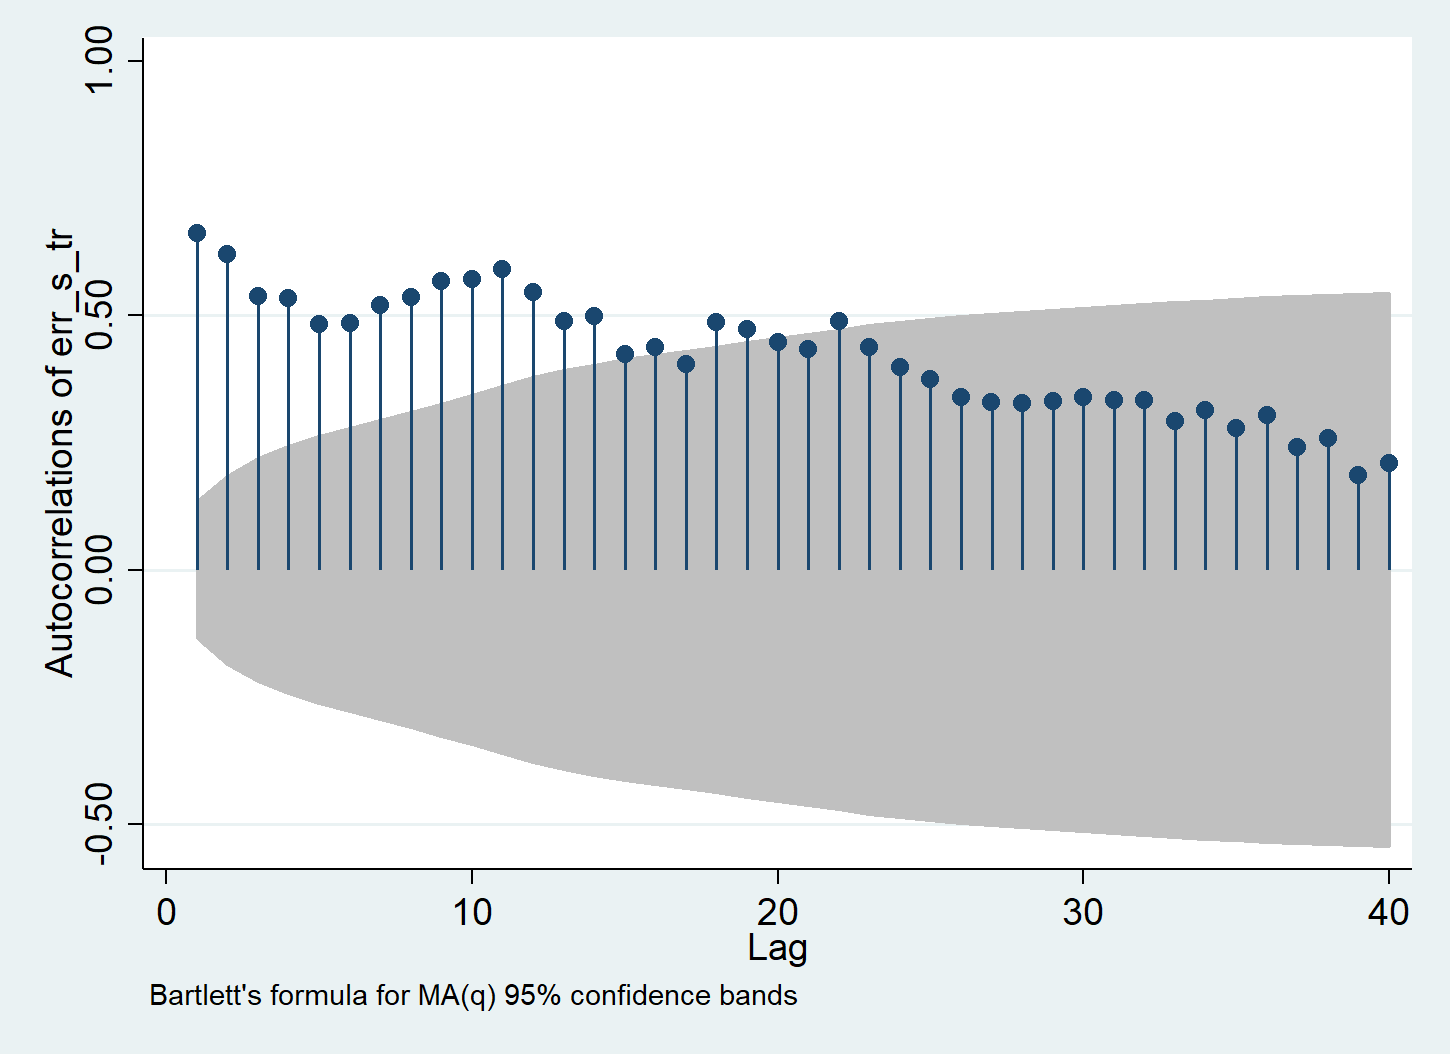 Autocorrelations of err_s_tr
1.00
0.50
0.00
-0.50
0 10 20 30 40
Lag
Bartlett's formula for MA(q) 95% confidence bands